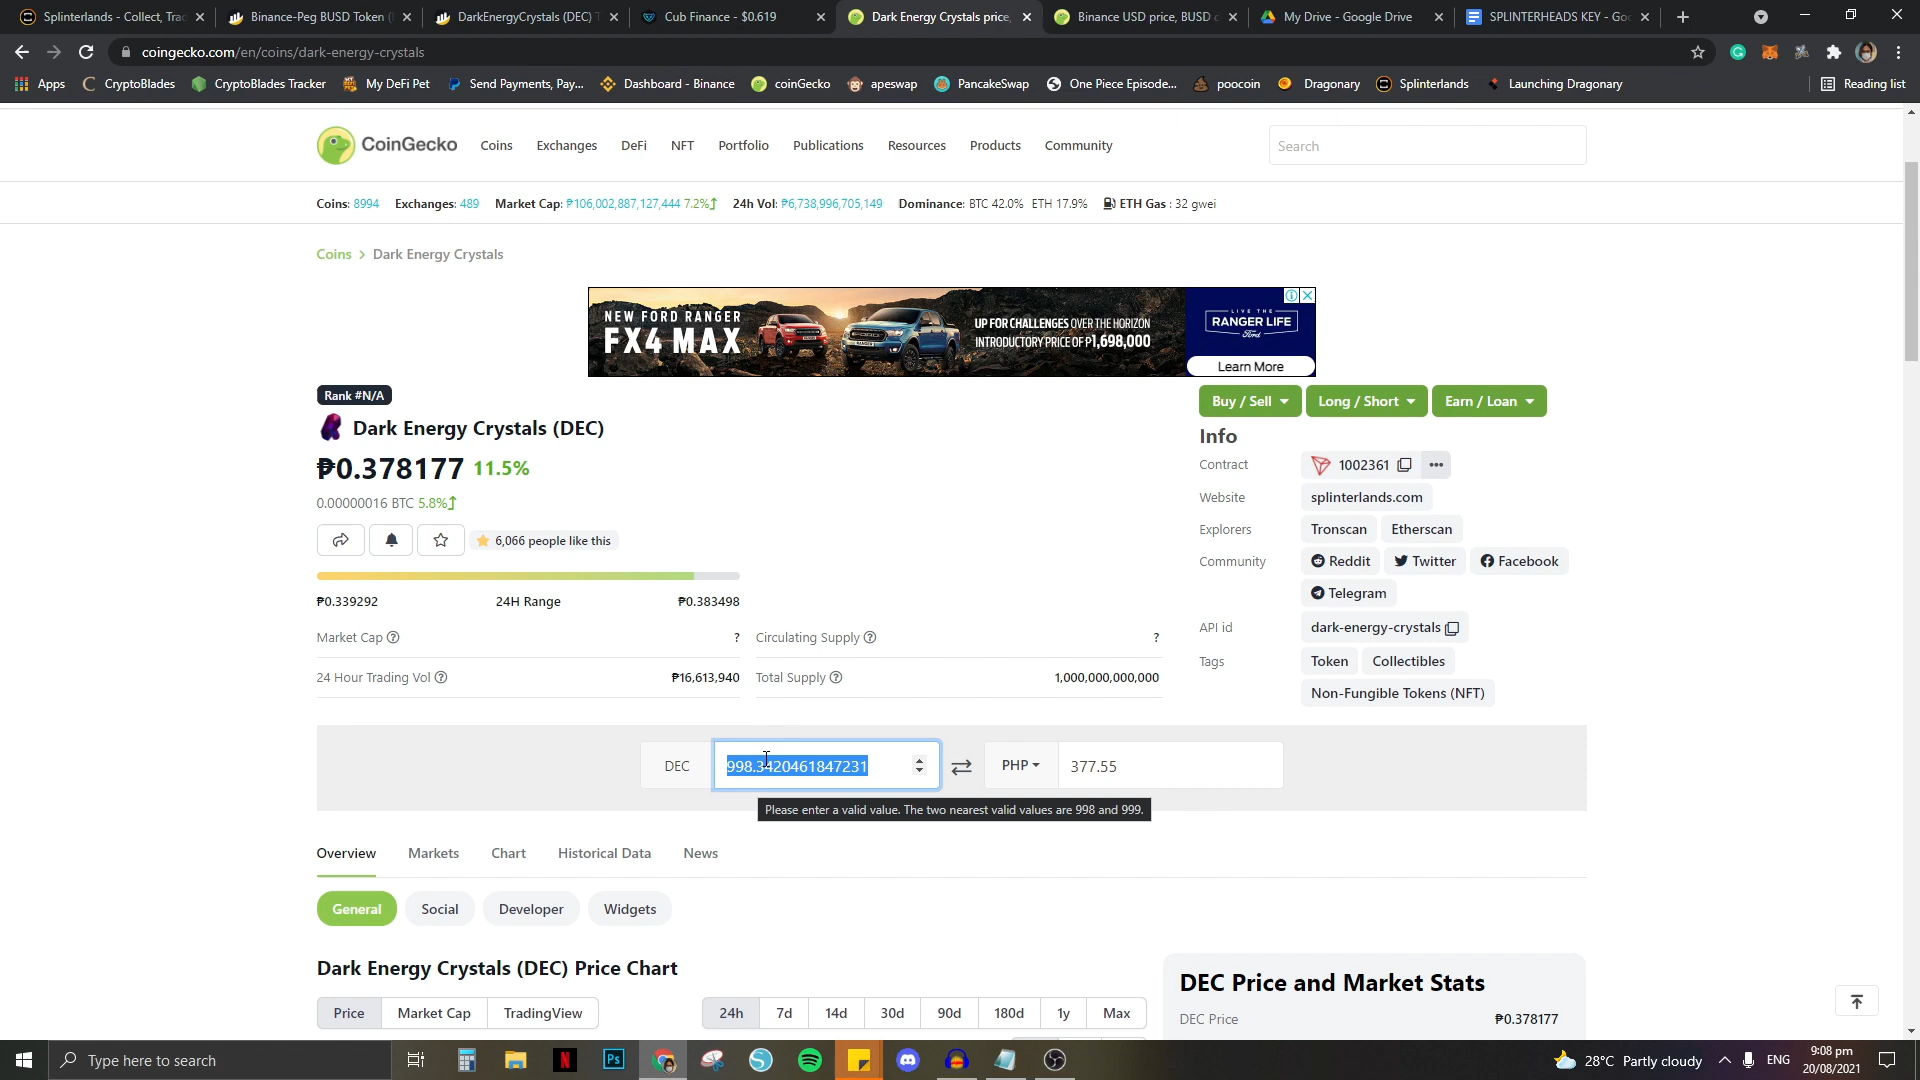 Splinterlands - Collect, Tra
Binance-Peg BUSD Token (
DarkEnergyCrystals (DEC) T
Cub Finance - $0.619
Dark Energy Crystals price,
Binance USD price, BUSD c
My Drive - Google Drive
SPLINTERHEADS KEY - Go
coingecko.com/en/coins/dark-energy-crystals
Apps
CryptoBlades
CryptoBlades Tracker
My DeFi Pet
Send Payments, Pay...
Dashboard - Binance
coinGecko
apeswap
PancakeSwap
One Piece Episode...
poocoin
Dragonary
Splinterlands
Launching Dragonary
Reading list
CoinGecko
Coins Exchanges DeFi NFT Portfolio Publications Resources Products Community
Search
Coins: 8994 Exchanges: 489 Market Cap: ₱106,002,887,127,444 7.2% 24h Vol: ₱6,738,996,705,149 Dominance: BTC 42.0% ETH 17.9% ETH Gas : 32 gwei
Coins > Dark Energy Crystals
NEW FORD RANGER
FX4 MAX
UP FOR CHALLENGES OVER THE HORIZON
INTRODUCTORY PRICE OF ₱1,698,000
LIVE THE
RANGER LIFE
Ford
Learn More
Rank #N/A
Dark Energy Crystals (DEC)
₱0.378177 11.5%
0.00000016 BTC 5.8%
6,066 people like this
₱0.339292 24H Range ₱0.383498
Market Cap ? ?
Circulating Supply ? ?
24 Hour Trading Vol ? ₱16,613,940
Total Supply ? 1,000,000,000,000
Buy / Sell
Long / Short
Earn / Loan
Info
Contract 1002361 •••
Website splinterlands.com
Explorers Tronscan Etherscan
Community Reddit Twitter Facebook
Telegram
API id dark-energy-crystals
Tags Token Collectibles
Non-Fungible Tokens (NFT)
DEC 998.3420461847231 PHP 377.55
Please enter a valid value. The two nearest valid values are 998 and 999.
Overview Markets Chart Historical Data News
General Social Developer Widgets
Dark Energy Crystals (DEC) Price Chart
Price Market Cap TradingView
24h 7d 14d 30d 90d 180d 1y Max
DEC Price and Market Stats
DEC Price ₱0.378177
Type here to search
Ps
28°C Partly cloudy
ENG
9:08 pm
20/08/2021